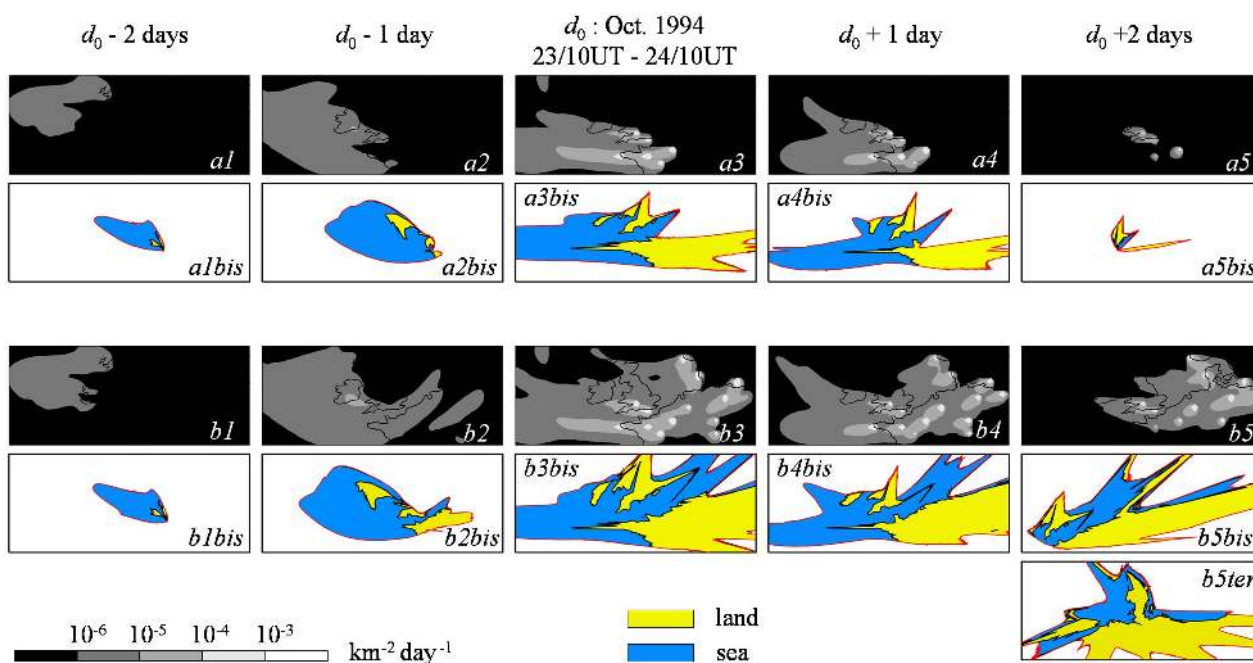 d₀ - 2 days
d₀ - 1 day
d₀ : Oct. 1994
23/10UT - 24/10UT
d₀ + 1 day
d₀ +2 days
a1
a2
a3
a4
a5
a1bis
a2bis
a3bis
a4bis
a5bis
b1
b2
b3
b4
b5
b1bis
b2bis
b3bis
b4bis
b5bis
b5ter
10⁻⁶ 10⁻⁵ 10⁻⁴ 10⁻³
km⁻² day⁻¹
land
sea